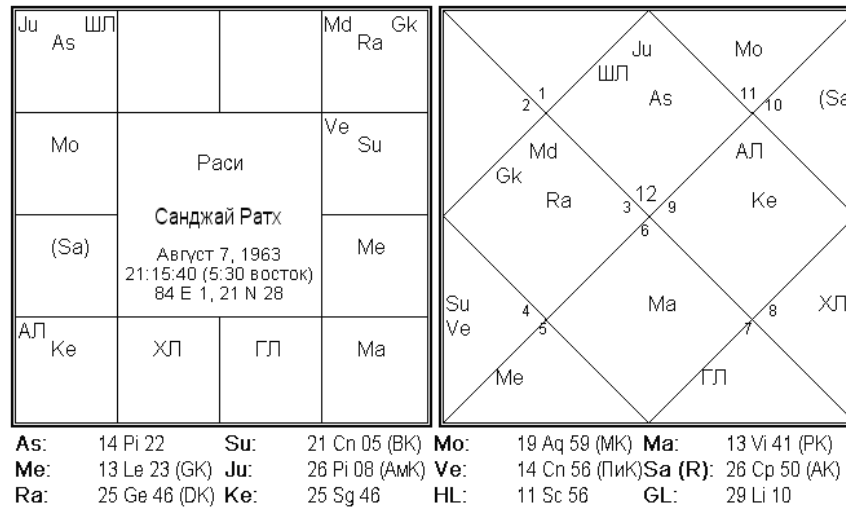 Ju ШЛ
As
Md Gk
Ra
Mo
Ve
Su
(Sa)
Me
АЛ
Ke
ХЛ
ГЛ
Ma
Раси
Санджай Ратх
Август 7, 1963
21:15:40 (5:30 восток)
84 E 1, 21 N 28
Ju
ШЛ
As
Mo
2 1
11 10
(Sa
Md
Gk
Ra
АЛ
Ke
12
3 9
6
Su
Ve
4
5
Me
Ma
8
7
ХЛ
ГЛ
As: 14 Pi 22 Su: 21 Cn 05 (BK) Mo: 19 Aq 59 (MK) Ma: 13 Vi 41 (PK)
Me: 13 Le 23 (GK) Ju: 26 Pi 08 (АмК) Ve: 14 Cn 56 (ПиК) Sa (R): 26 Cp 50 (AK)
Ra: 25 Ge 46 (DK) Ke: 25 Sg 46 HL: 11 Sc 56 GL: 29 Li 10